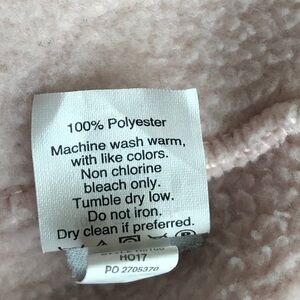 100% Polyester
Machine wash warm,
with like colors.
Non chlorine
bleach only.
Tumble dry low.
Do not iron.
Dry clean if preferred.
HO17
PO 2705370